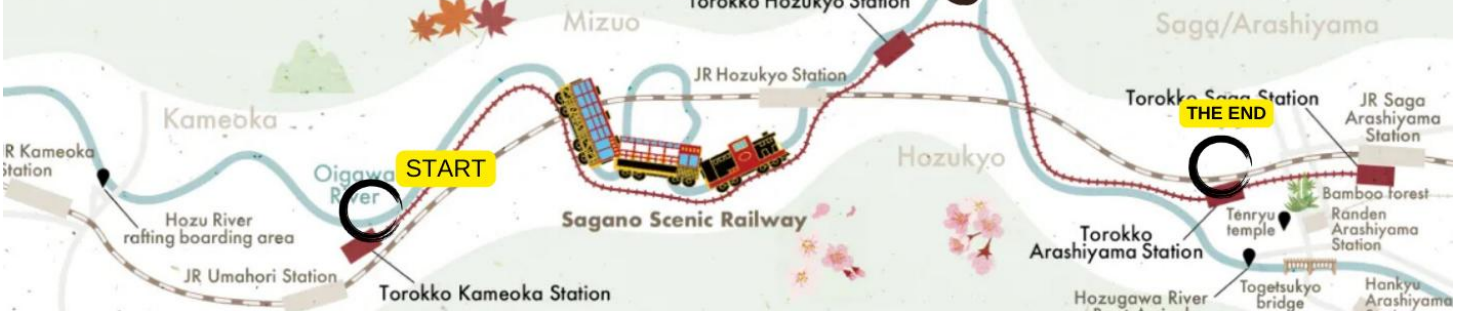 Torokko Hozukyo Station
Mizuo
Saga/Arashiyama
JR Hozukyo Station
Torokko Saga Station
THE END
JR Saga
Arashiyama
Station
Kameoka
R Kameoka
Station
Oigawa
River
START
Hozukyo
Bamboo forest
Hozu River
rafting boarding area
Sagano Scenic Railway
Tenryu
temple
Randen
Arashiyama
Station
Torokko
Arashiyama Station
JR Umahori Station
Torokko Kameoka Station
Togetsukyo
bridge
Hankyu
Arashiyama
Hozugawa River